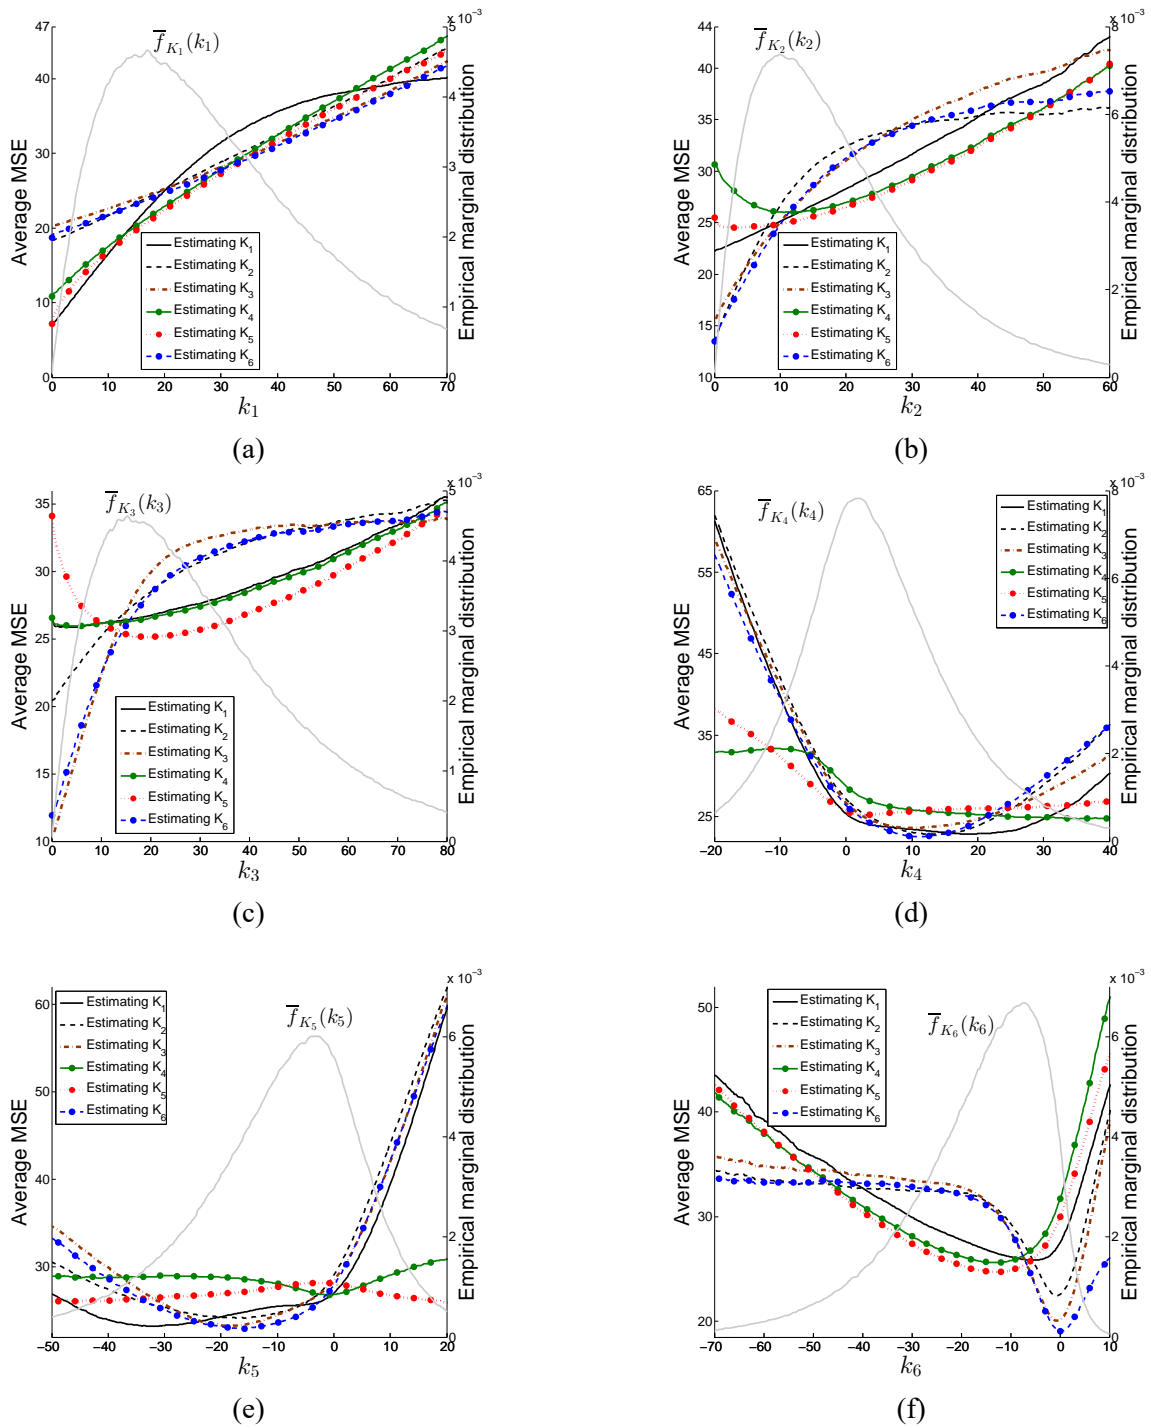 x 10⁻³
f̅_{K₁}(k₁)
Average MSE
Empirical marginal distribution
47
40
30
20
10
0
5
4
3
2
1
0
Estimating K₁
Estimating K₂
Estimating K₃
Estimating K₄
Estimating K₅
Estimating K₆
0 10 20 30 40 50 60 70
k₁
(a)
x 10⁻³
f̅_{K₂}(k₂)
Average MSE
Empirical marginal distribution
44
40
35
31
26
22
15
10
8
6
4
2
0
Estimating K₁
Estimating K₂
Estimating K₃
Estimating K₄
Estimating K₅
Estimating K₆
0 10 20 30 40 50 60
k₂
(b)
x 10⁻³
f̅_{K₃}(k₃)
Average MSE
Empirical marginal distribution
36
31
26
21
15
10
5
4
3
2
1
0
Estimating K₁
Estimating K₂
Estimating K₃
Estimating K₄
Estimating K₅
Estimating K₆
0 10 20 30 40 50 60 70 80
k₃
(c)
x 10⁻³
f̅_{K₄}(k₄)
Average MSE
Empirical marginal distribution
65
55
45
35
25
8
6
4
2
0
Estimating K₁
Estimating K₂
Estimating K₃
Estimating K₄
Estimating K₅
Estimating K₆
−20 −10 0 10 20 30 40
k₄
(d)
x 10⁻³
f̅_{K₅}(k₅)
Average MSE
Empirical marginal distribution
60
50
40
30
6
4
2
0
Estimating K₁
Estimating K₂
Estimating K₃
Estimating K₄
Estimating K₅
Estimating K₆
−50 −40 −30 −20 −10 0 10 20
k₅
(e)
x 10⁻³
f̅_{K₆}(k₆)
Average MSE
Empirical marginal distribution
50
40
30
20
6
4
2
0
Estimating K₁
Estimating K₂
Estimating K₃
Estimating K₄
Estimating K₅
Estimating K₆
−70 −60 −50 −40 −30 −20 −10 0 10
k₆
(f)